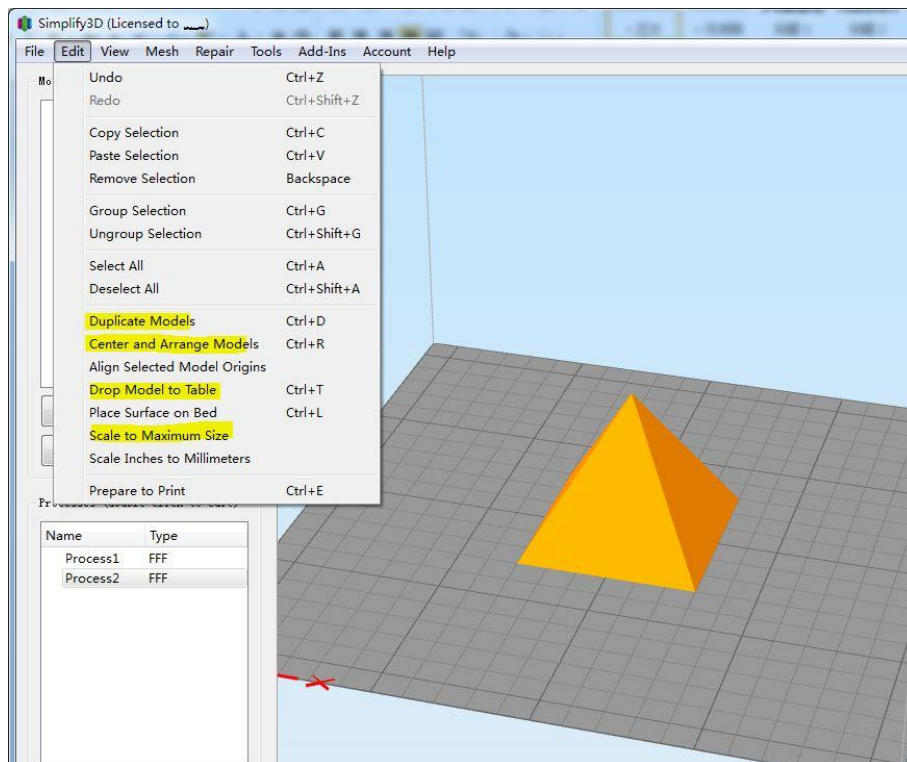 Simplify3D (Licensed to
File Edit View Mesh Repair Tools Add-Ins Account Help
Undo Ctrl+Z
Redo Ctrl+Shift+Z
Copy Selection Ctrl+C
Paste Selection Ctrl+V
Remove Selection Backspace
Group Selection Ctrl+G
Ungroup Selection Ctrl+Shift+G
Select All Ctrl+A
Deselect All Ctrl+Shift+A
Duplicate Models Ctrl+D
Center and Arrange Models Ctrl+R
Align Selected Model Origins
Drop Model to Table Ctrl+T
Place Surface on Bed Ctrl+L
Scale to Maximum Size
Scale Inches to Millimeters
Prepare to Print Ctrl+E
Name Type
Process1 FFF
Process2 FFF